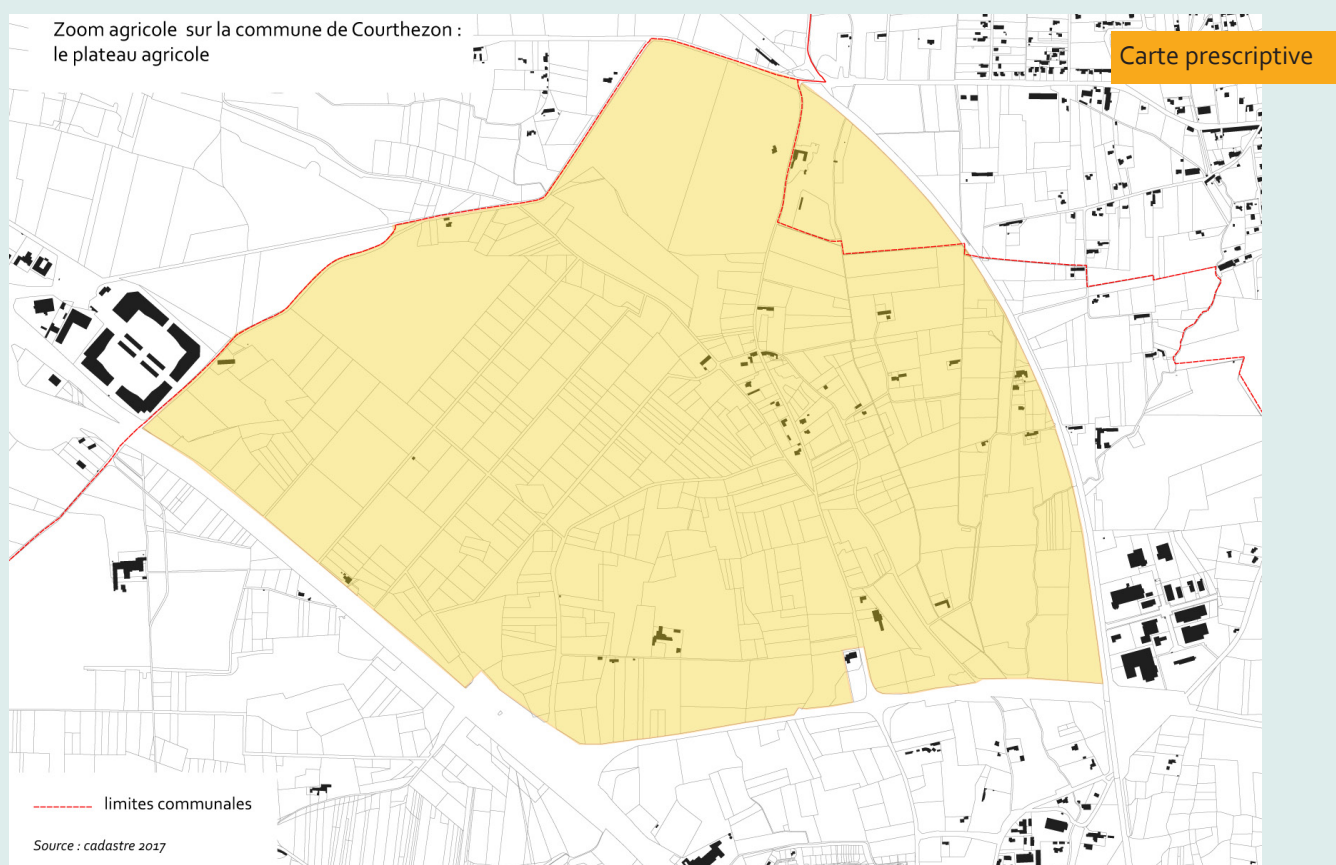 Zoom agricole sur la commune de Courthezon :
le plateau agricole
Carte prescriptive
limites communales
Source : cadastre 2017